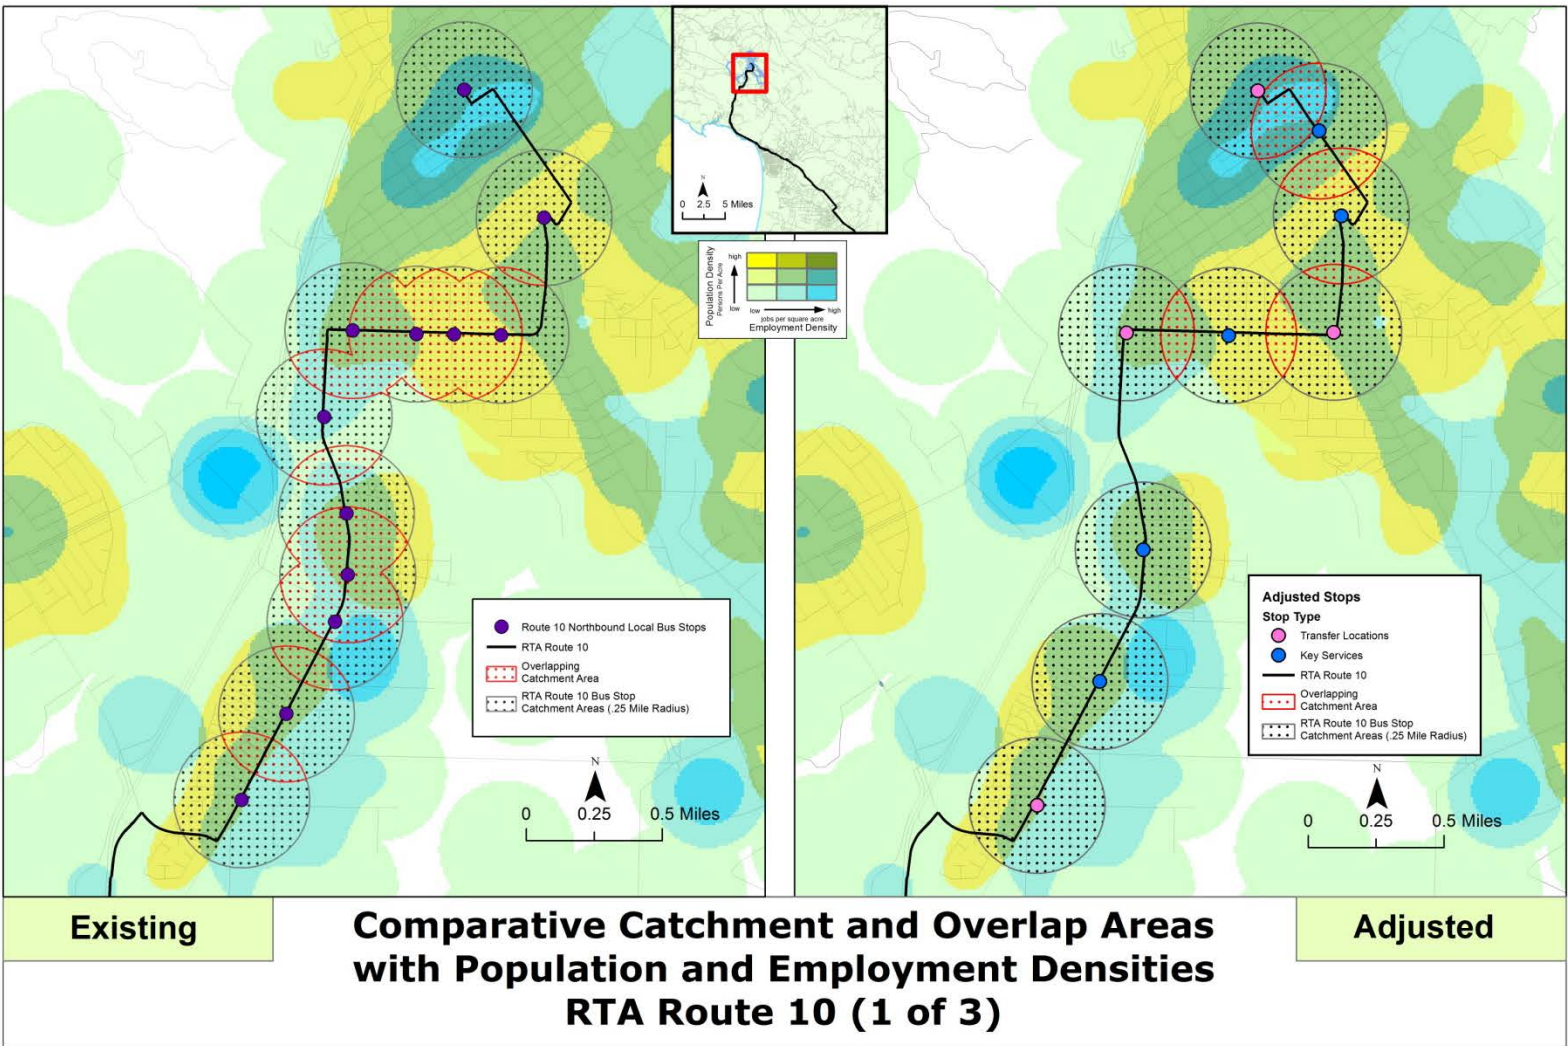 N
0 2.5 5 Miles
Population Density
Persons Per Acre
high
low
low high
jobs per square acre
Employment Density
Route 10 Northbound Local Bus Stops
RTA Route 10
Overlapping
Catchment Area
RTA Route 10 Bus Stop
Catchment Areas (.25 Mile Radius)
N
0 0.25 0.5 Miles
Adjusted Stops
Stop Type
Transfer Locations
Key Services
RTA Route 10
Overlapping
Catchment Area
RTA Route 10 Bus Stop
Catchment Areas (.25 Mile Radius)
N
0 0.25 0.5 Miles
Existing
Comparative Catchment and Overlap Areas
with Population and Employment Densities
RTA Route 10 (1 of 3)
Adjusted